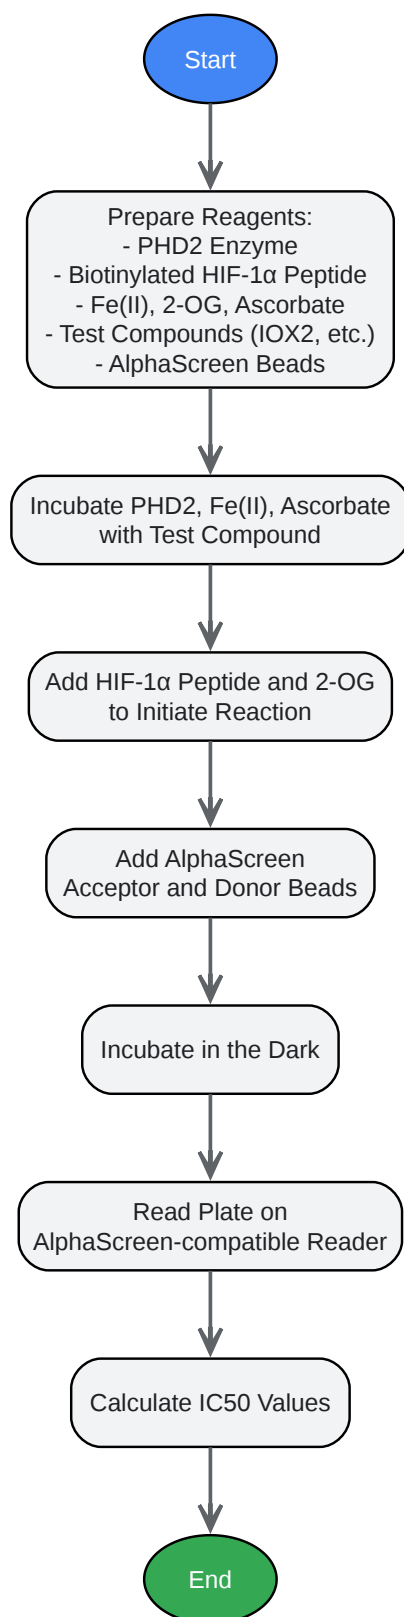 Start
Prepare Reagents:
- PHD2 Enzyme
- Biotinylated HIF-1α Peptide
- Fe(II), 2-OG, Ascorbate
- Test Compounds (IOX2, etc.)
- AlphaScreen Beads
Incubate PHD2, Fe(II), Ascorbate
with Test Compound
Add HIF-1α Peptide and 2-OG
to Initiate Reaction
Add AlphaScreen
Acceptor and Donor Beads
Incubate in the Dark
Read Plate on
AlphaScreen-compatible Reader
Calculate IC50 Values
End